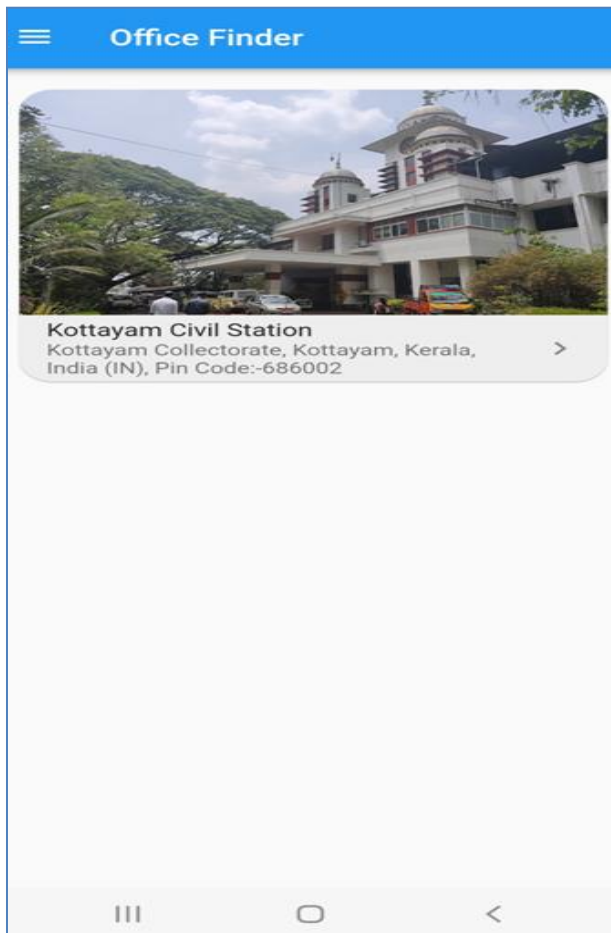 Office Finder
Kottayam Civil Station
Kottayam Collectorate, Kottayam, Kerala,
India (IN), Pin Code:-686002